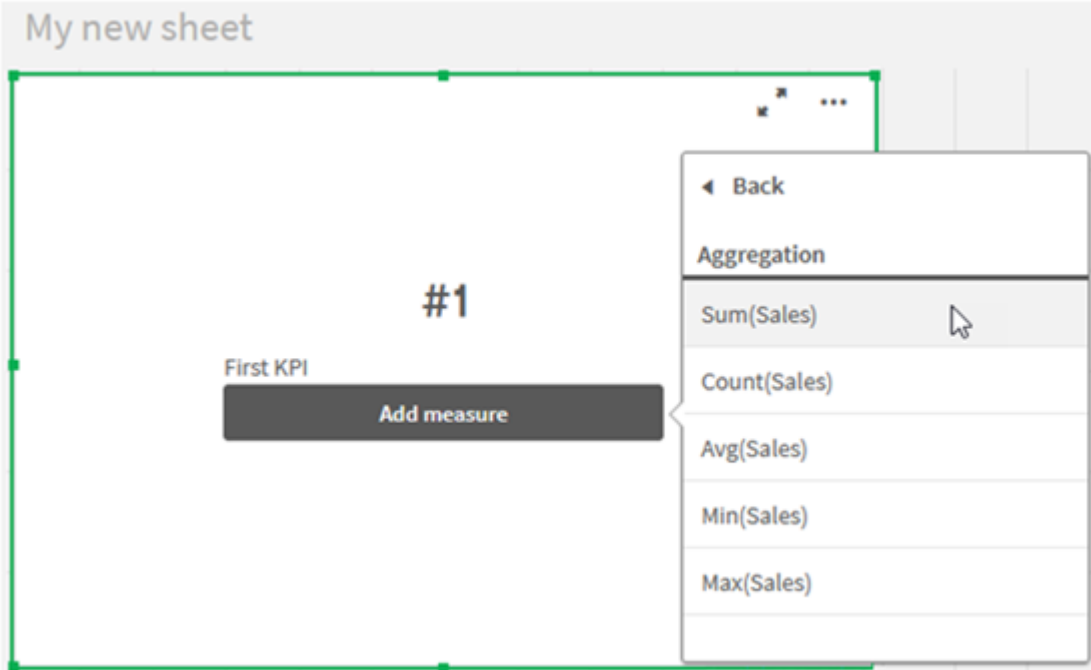 My new sheet
Back
Aggregation
#1
Sum(Sales)
First KPI
Count(Sales)
Add measure
Avg(Sales)
Min(Sales)
Max(Sales)